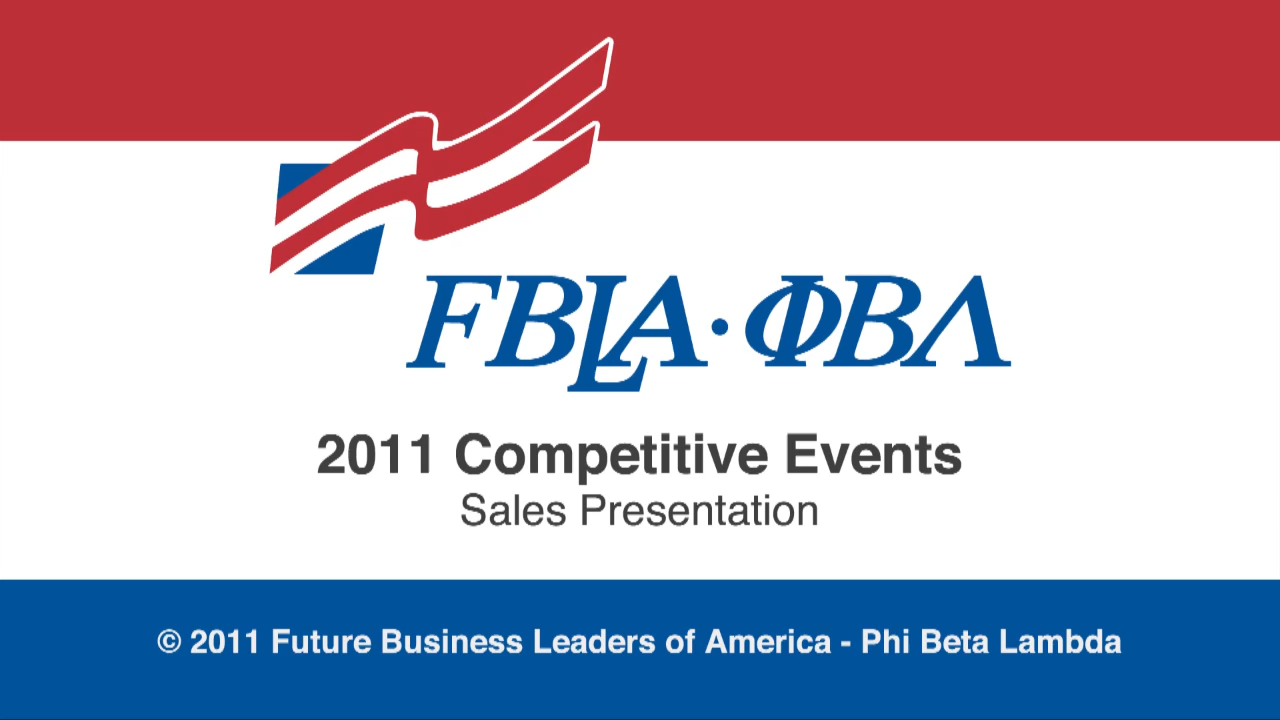 FBLA·ΦΒΛ
2011 Competitive Events
Sales Presentation
© 2011 Future Business Leaders of America - Phi Beta Lambda